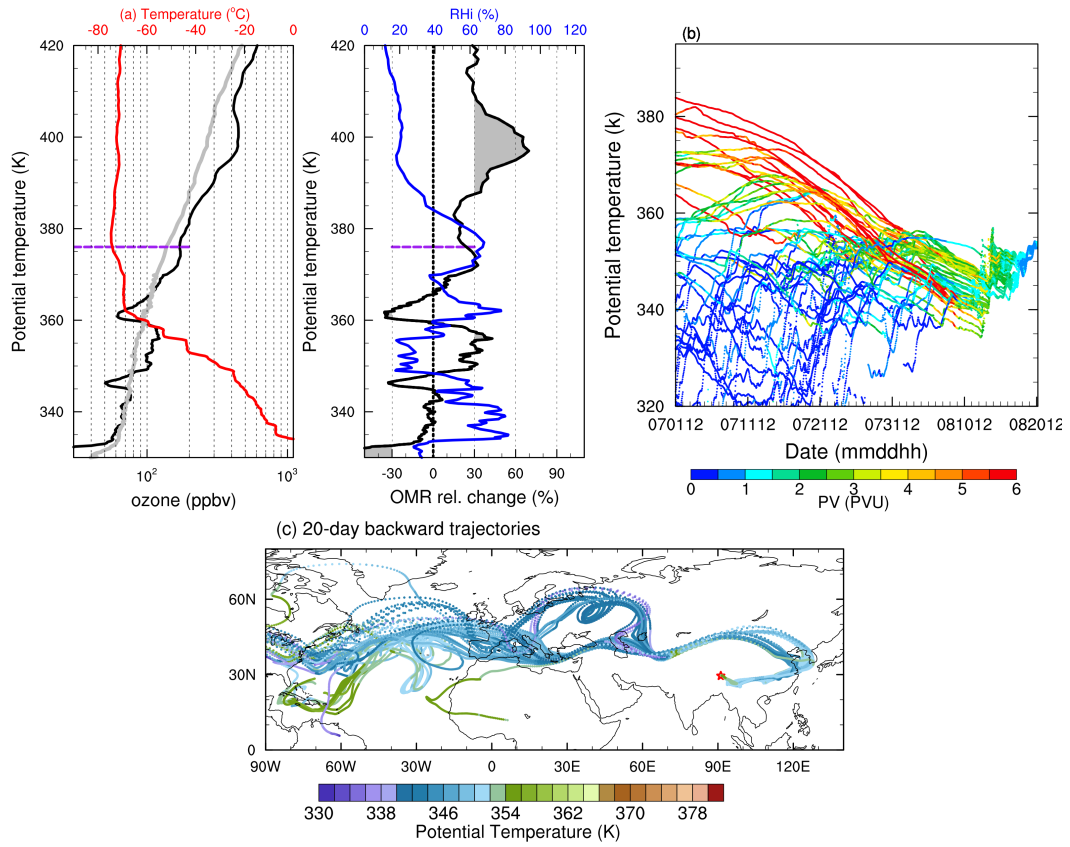 (a) Temperature (°C)
-80 -60 -40 -20 0
420
400
380
360
340
Potential temperature (K)
10² 10³
ozone (ppbv)
RHi (%)
0 20 40 60 80 100 120
420
400
380
360
340
Potential temperature (K)
-30 0 30 60 90
OMR rel. change (%)
(b)
380
360
340
320
Potential temperature (k)
070112 071112 072112 073112 081012 082012
Date (mmddhh)
0 1 2 3 4 5 6
PV (PVU)
(c) 20-day backward trajectories
60N
30N
0
90W 60W 30W 0 30E 60E 90E 120E
330 338 346 354 362 370 378
Potential Temperature (K)